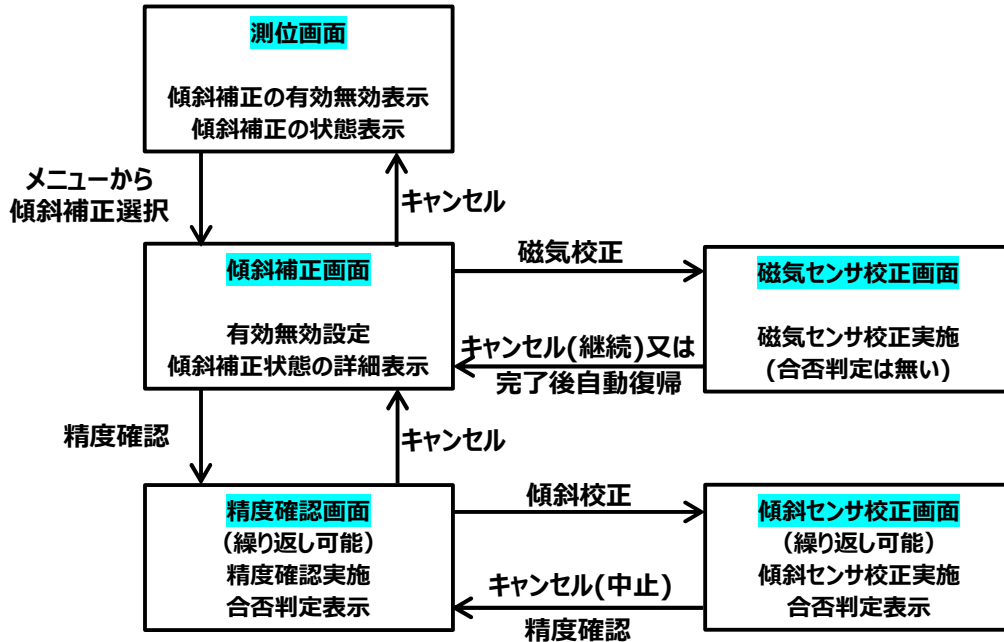 測位画面
傾斜補正の有効無効表示
傾斜補正の状態表示
メニューから
傾斜補正選択
キャンセル
傾斜補正画面
有効無効設定
傾斜補正状態の詳細表示
磁気校正
キャンセル(継続)又は
完了後自動復帰
磁気センサ校正画面
磁気センサ校正実施
(合否判定は無い)
精度確認
キャンセル
精度確認画面
（繰り返し可能）
精度確認実施
合否判定表示
傾斜校正
キャンセル(中止)
精度確認
傾斜センサ校正画面
（繰り返し可能）
傾斜センサ校正実施
合否判定表示